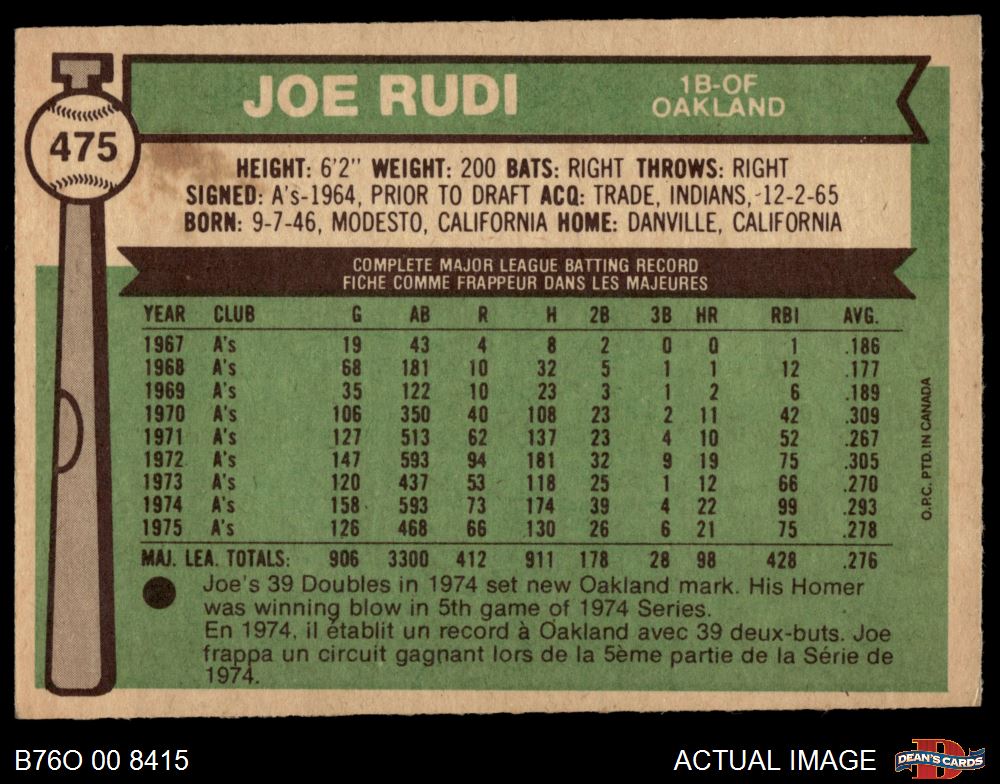 475
JOE RUDI
1B-OF
OAKLAND
HEIGHT: 6'2" WEIGHT: 200 BATS: RIGHT THROWS: RIGHT
SIGNED: A's-1964, PRIOR TO DRAFT ACQ: TRADE, INDIANS, -12-2-65
BORN: 9-7-46, MODESTO, CALIFORNIA HOME: DANVILLE, CALIFORNIA
COMPLETE MAJOR LEAGUE BATTING RECORD
FICHE COMME FRAPPEUR DANS LES MAJEURES
YEAR CLUB G AB R H 2B 3B HR RBI AVG.
1967 A's 19 43 4 8 2 0 0 1 .186
1968 A's 68 181 10 32 5 1 1 12 .177
1969 A's 35 122 10 23 3 1 2 6 .189
1970 A's 106 350 40 108 23 2 11 42 .309
1971 A's 127 513 62 137 23 4 10 52 .267
1972 A's 147 593 94 181 32 9 19 75 .305
1973 A's 120 437 53 118 25 1 12 66 .270
1974 A's 158 593 73 174 39 4 22 99 .293
1975 A's 126 468 66 130 26 6 21 75 .278
MAJ. LEA. TOTALS: 906 3300 412 911 178 28 98 428 .276
Joe's 39 Doubles in 1974 set new Oakland mark. His Homer
was winning blow in 5th game of 1974 Series.
En 1974, il établit un record à Oakland avec 39 deux-buts. Joe
frappa un circuit gagnant lors de la 5ème partie de la Série de
1974.
O.P.C. PTD. IN CANADA
B76O 00 8415
ACTUAL IMAGE
D
DEAN'S CARDS